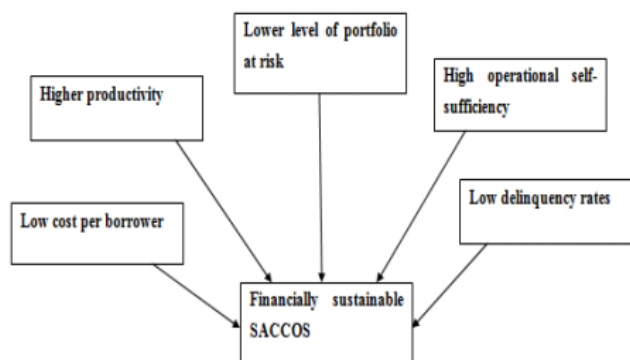 Lower level of portfolio
at risk
High operational self-
sufficiency
Higher productivity
Low delinquency rates
Low cost per borrower
Financially sustainable
SACCOS